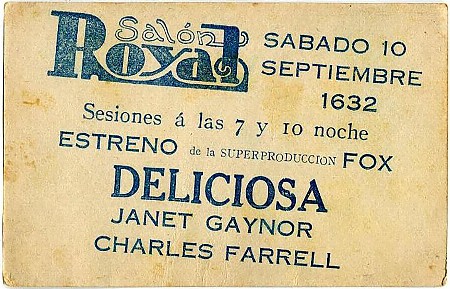 Salón
Royal
SABADO 10
SEPTIEMBRE
1632
Sesiones á las 7 y 10 noche
ESTRENO de la SUPERPRODUCCION FOX
DELICIOSA
JANET GAYNOR
CHARLES FARRELL